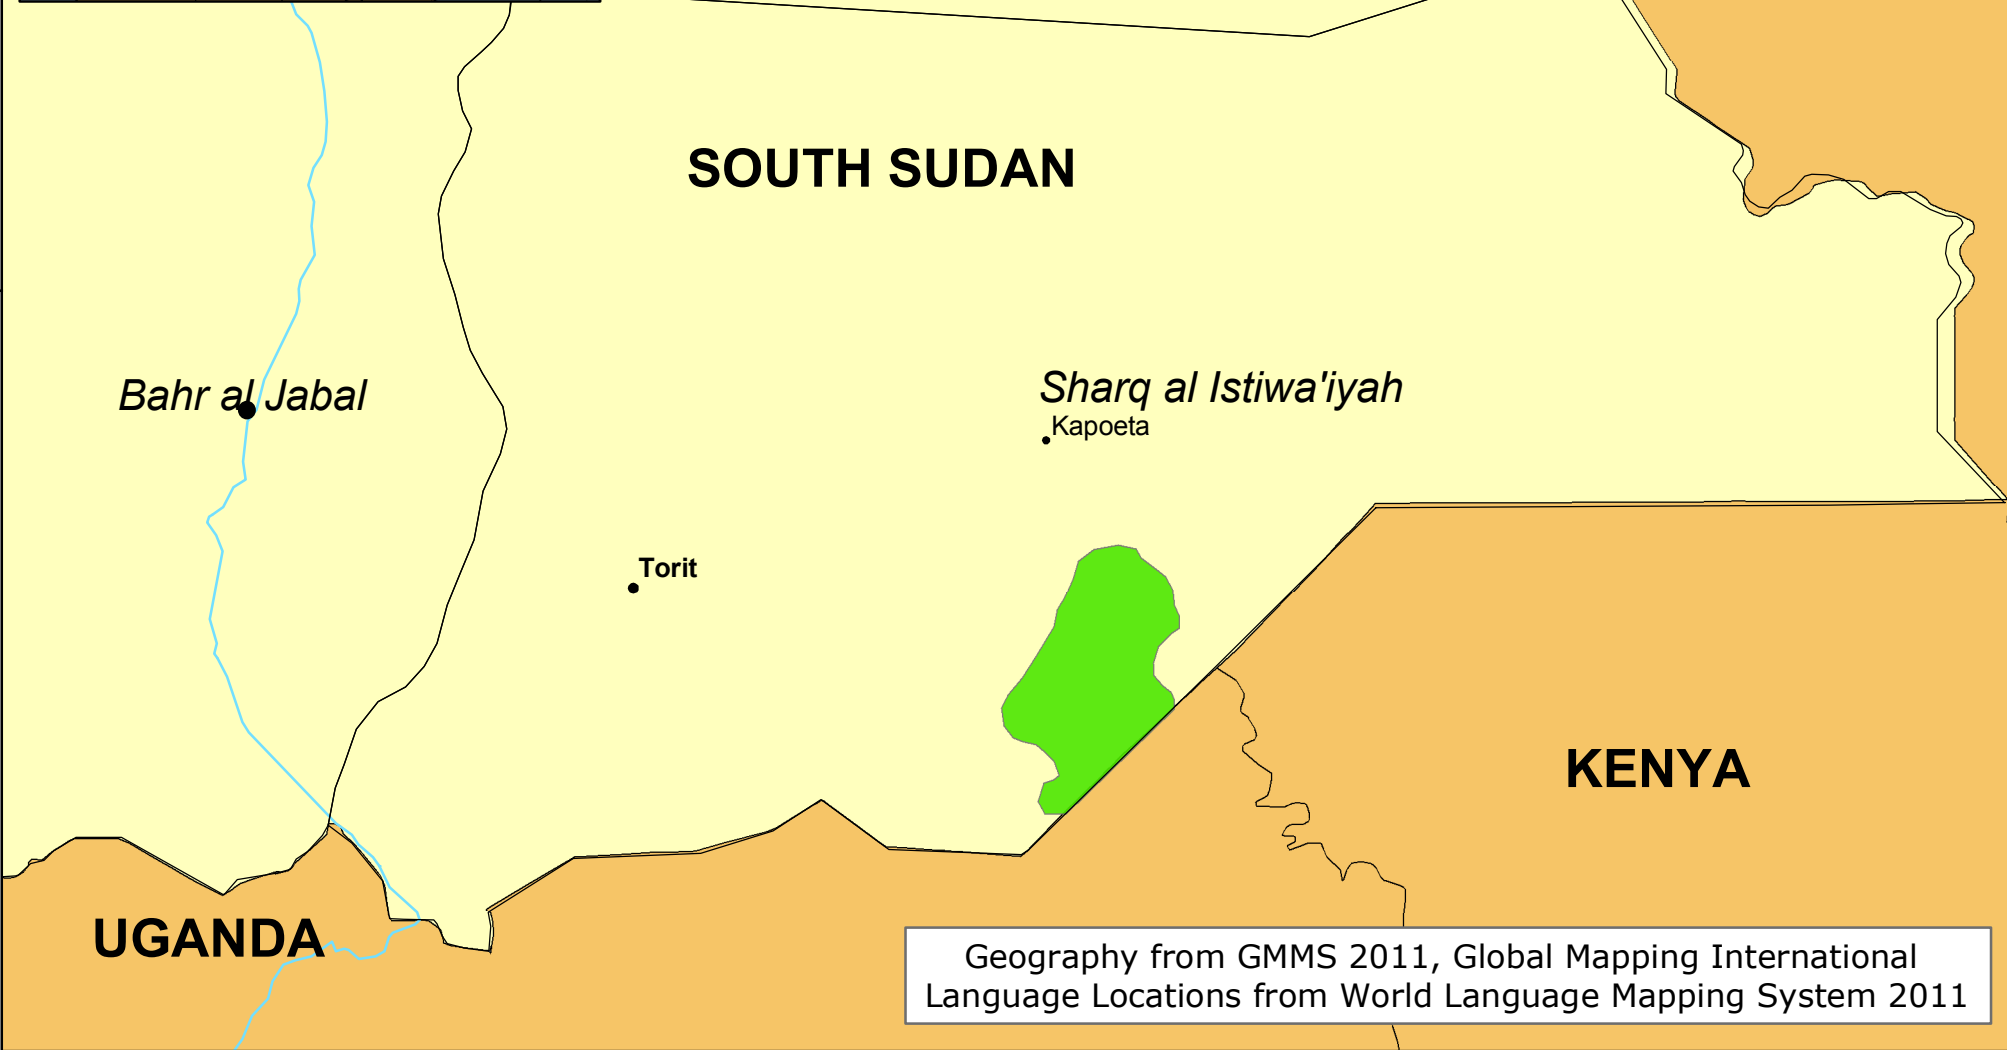 SOUTH SUDAN
Bahr al Jabal
Sharq al Istiwa'iyah
Kapoeta
Torit
KENYA
UGANDA
Geography from GMMS 2011, Global Mapping International
Language Locations from World Language Mapping System 2011